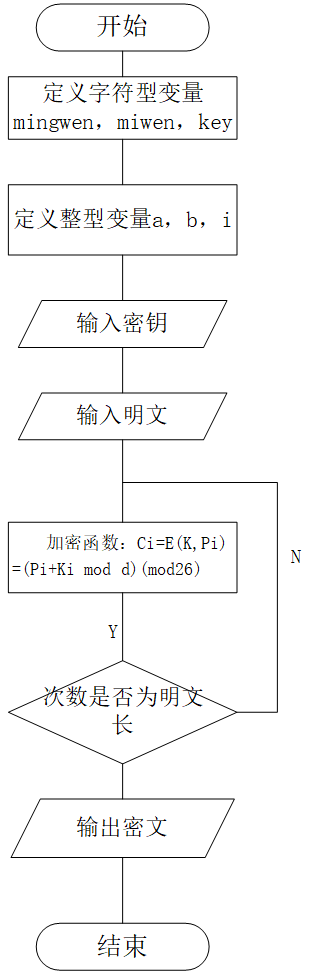 开始
定义字符型变量
mingwen，miwen，key
定义整型变量a，b，i
输入密钥
输入明文
加密函数：Ci=E(K,Pi)
=(Pi+Ki mod d)(mod26)
N
Y
次数是否为明文
长
输出密文
结束